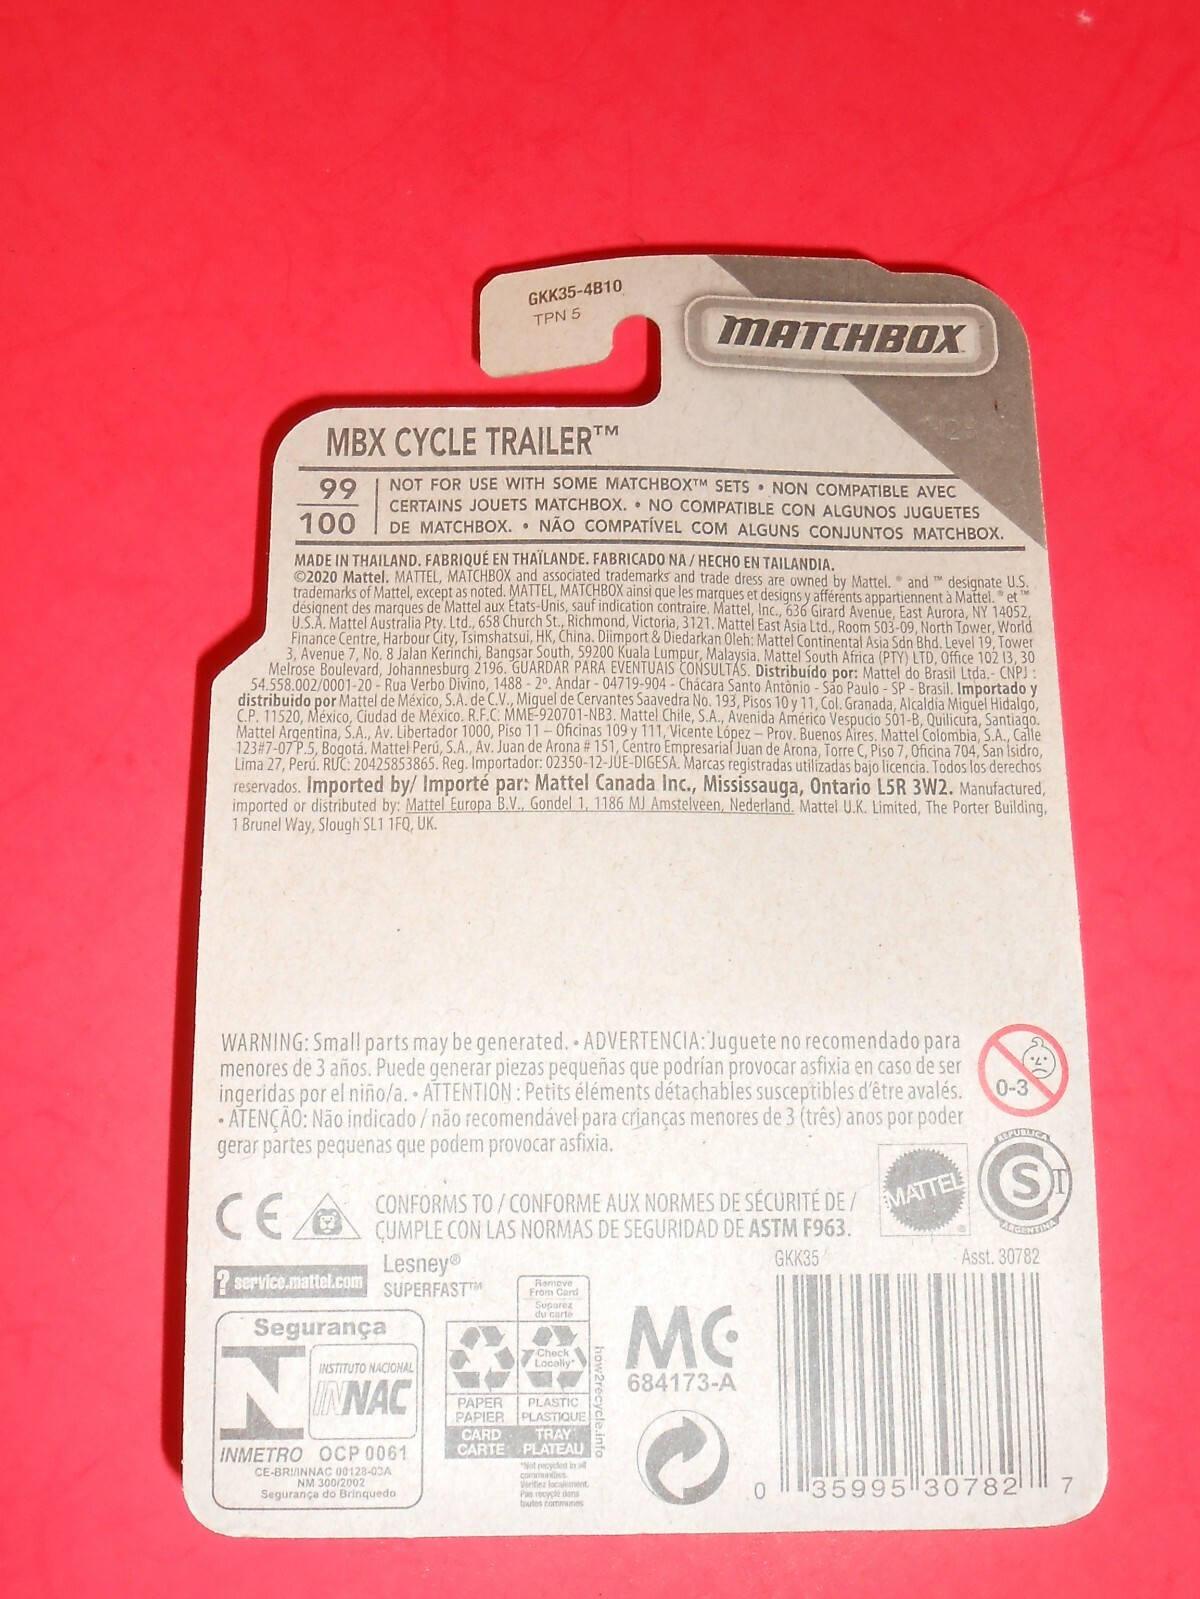 GKK35-4B10
TPN 5
MATCHBOX
MBX CYCLE TRAILER™
99
100
NOT FOR USE WITH SOME MATCHBOX™ SETS • NON COMPATIBLE AVEC
CERTAINS JOUETS MATCHBOX. • NO COMPATIBLE CON ALGUNOS JUGUETES
DE MATCHBOX. • NÃO COMPATÍVEL COM ALGUNS CONJUNTOS MATCHBOX.
MADE IN THAILAND. FABRIQUÉ EN THAÏLANDE. FABRICADO NA / HECHO EN TAILANDIA.
©2020 Mattel. MATTEL, MATCHBOX and associated trademarks and trade dress are owned by Mattel. ® and ™ designate U.S.
trademarks of Mattel, except as noted. MATTEL, MATCHBOX ainsi que les marques et designs y afférents appartiennent à Mattel. ® et ™
désignent des marques de Mattel aux États-Unis, sauf indication contraire. Mattel, Inc., 636 Girard Avenue, East Aurora, NY 14052,
U.S.A. Mattel Australia Pty. Ltd., 658 Church St., Richmond, Victoria, 3121. Mattel East Asia Ltd., Room 503-09, North Tower, World
Finance Centre, Harbour City, Tsimshatsui, HK, China. Diimport & Diedarkan Oleh: Mattel Continental Asia Sdn Bhd. Level 19, Tower
3, Avenue 7, No. 8 Jalan Kerinchi, Bangsar South, 59200 Kuala Lumpur, Malaysia. Mattel South Africa (PTY) LTD, Office 102 I3, 30
Melrose Boulevard, Johannesburg 2196. GUARDAR PARA EVENTUAIS CONSULTAS. Distribuído por: Mattel do Brasil Ltda.- CNPJ :
54.558.002/0001-20 - Rua Verbo Divino, 1488 - 2º. Andar - 04719-904 - Chácara Santo Antônio - São Paulo - SP - Brasil. Importado y
distribuido por Mattel de México, S.A. de C.V., Miguel de Cervantes Saavedra No. 193, Pisos 10 y 11, Col. Granada, Alcaldía Miguel Hidalgo,
C.P. 11520, México, Ciudad de México. R.F.C. MME-920701-NB3. Mattel Chile, S.A., Avenida Américo Vespucio 501-B, Quilicura, Santiago.
Mattel Argentina, S.A., Av. Libertador 1000, Piso 11 – Oficinas 109 y 111, Vicente López – Prov. Buenos Aires. Mattel Colombia, S.A., Calle
123#7-07 P.5, Bogotá. Mattel Perú, S.A., Av. Juan de Arona # 151, Centro Empresarial Juan de Arona, Torre C, Piso 7, Oficina 704, San Isidro,
Lima 27, Perú. RUC: 20425853865. Reg. Importador: 02350-12-JUE-DIGESA. Marcas registradas utilizadas bajo licencia. Todos los derechos
reservados. Imported by/ Importé par: Mattel Canada Inc., Mississauga, Ontario L5R 3W2. Manufactured,
imported or distributed by: Mattel Europa B.V., Gondel 1, 1186 MJ Amstelveen, Nederland. Mattel U.K. Limited, The Porter Building,
1 Brunel Way, Slough SL1 1FQ, UK.
WARNING: Small parts may be generated. • ADVERTENCIA: Juguete no recomendado para
menores de 3 años. Puede generar piezas pequeñas que podrían provocar asfixia en caso de ser
ingeridas por el niño/a. • ATTENTION : Petits éléments détachables susceptibles d'être avalés.
• ATENÇÃO: Não indicado / não recomendável para crianças menores de 3 (três) anos por poder
gerar partes pequenas que podem provocar asfixia.
0-3
CE
CONFORMS TO / CONFORME AUX NORMES DE SÉCURITÉ DE /
CUMPLE CON LAS NORMAS DE SEGURIDAD DE ASTM F963.
MATTEL
REPUBLICA
S
ARGENTINA
? service.mattel.com
Lesney®
SUPERFAST™
GKK35
Asst. 30782
Segurança
INSTITUTO NACIONAL
INNAC
INMETRO OCP 0061
CE-BRI/INNAC 00128-03A
NM 300/2002
Segurança do Brinquedo
Remove
From Card
Séparez
du carte
Check
Locally*
PAPER
PAPIER
CARD
CARTE
PLASTIC
PLASTIQUE
TRAY
PLATEAU
*Not recycled in all
communities.
Vérifiez localement.
Pas recyclé dans
toutes communes
how2recycle.info
MC
684173-A
0 35995 30782 7